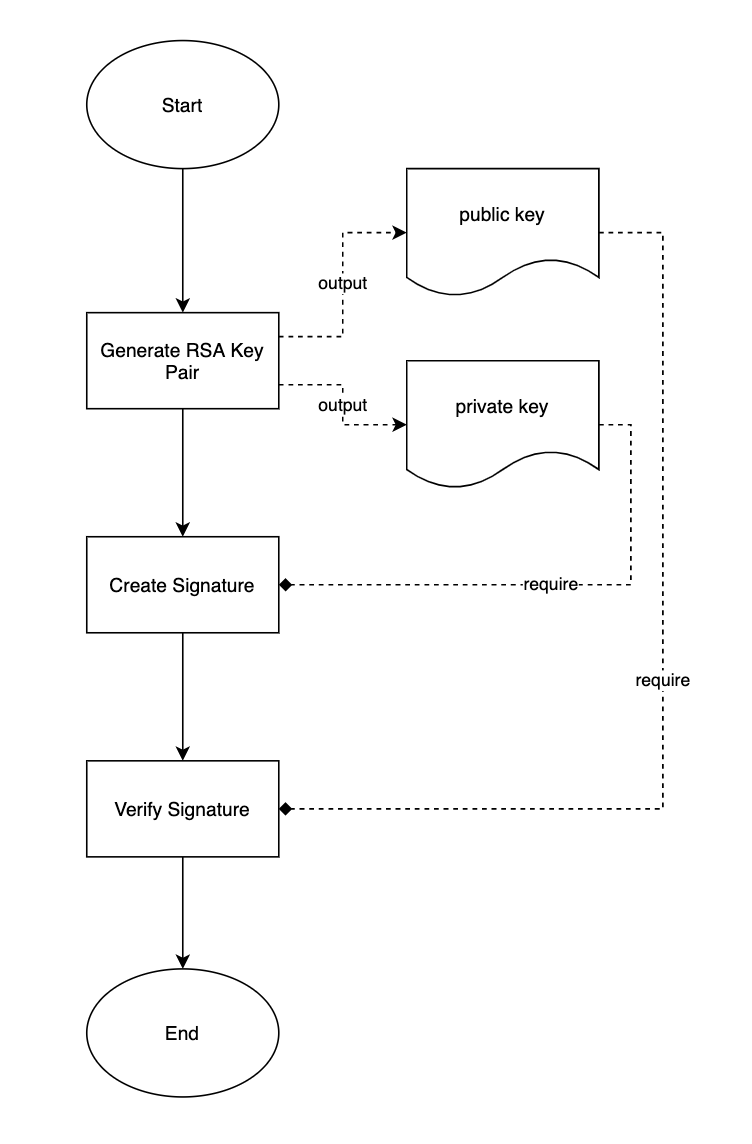 Start
public key
output
Generate RSA Key
Pair
output
private key
Create Signature
require
require
Verify Signature
End